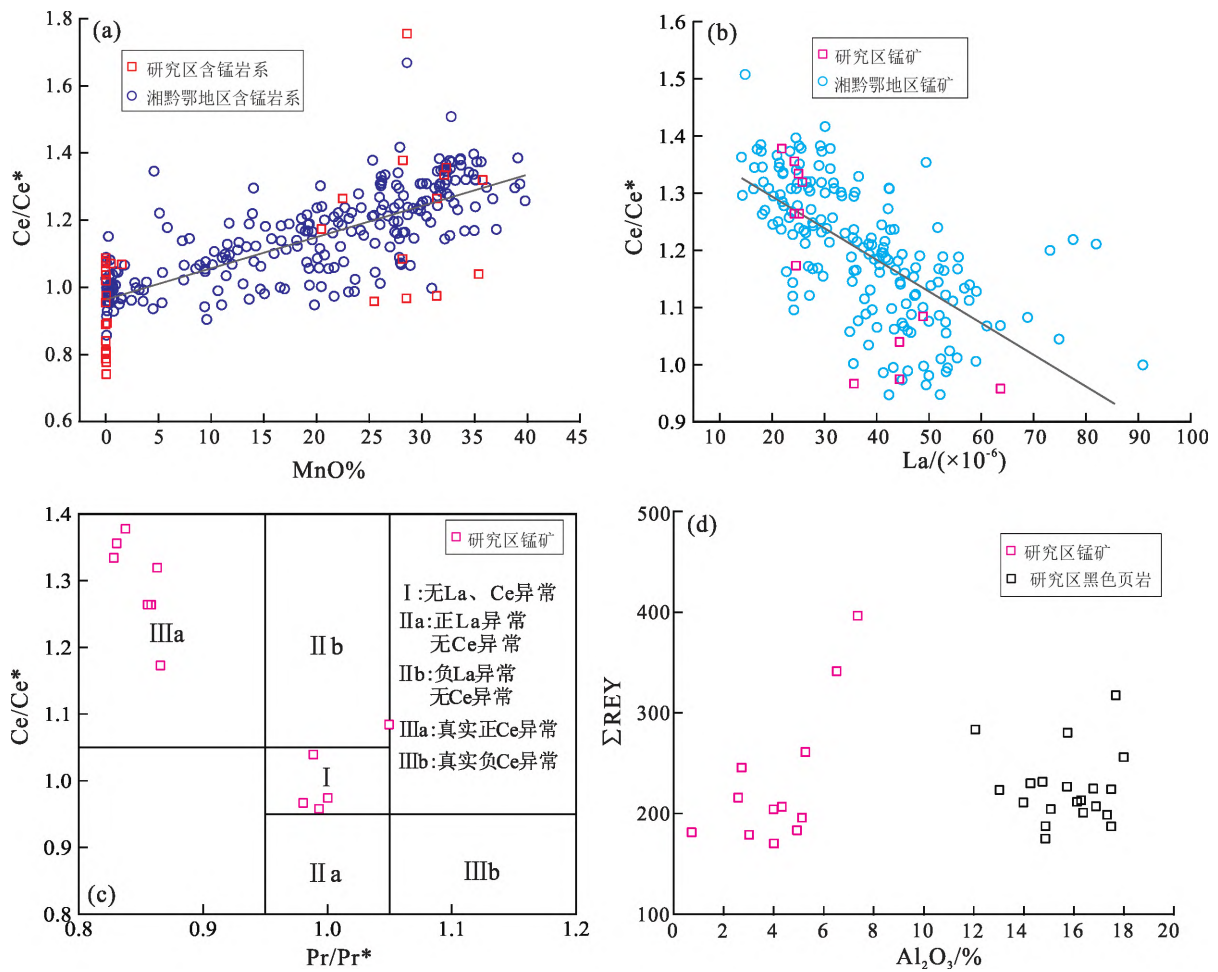 (a)
研究区含锰岩系
湘黔鄂地区含锰岩系
Ce/Ce*
1.8
1.6
1.4
1.2
1.0
0.8
0.6
0 5 10 15 20 25 30 35 40 45
MnO%
(b)
研究区锰矿
湘黔鄂地区锰矿
Ce/Ce*
1.6
1.5
1.4
1.3
1.2
1.1
1.0
0.9
10 20 30 40 50 60 70 80 90 100
La/(×10⁻⁶)
(c)
研究区锰矿
Ⅰ:无La、Ce异常
Ⅱa:正La异常
无Ce异常
Ⅱb:负La异常
无Ce异常
Ⅲa:真实正Ce异常
Ⅲb:真实负Ce异常
Ⅲa
Ⅱb
Ⅰ
Ⅱa
Ⅲb
Ce/Ce*
1.4
1.3
1.2
1.1
1.0
0.9
0.8
0.8 0.9 1.0 1.1 1.2
Pr/Pr*
(d)
研究区锰矿
研究区黑色页岩
ΣREY
500
400
300
200
100
0 2 4 6 8 10 12 14 16 18 20
Al₂O₃/%